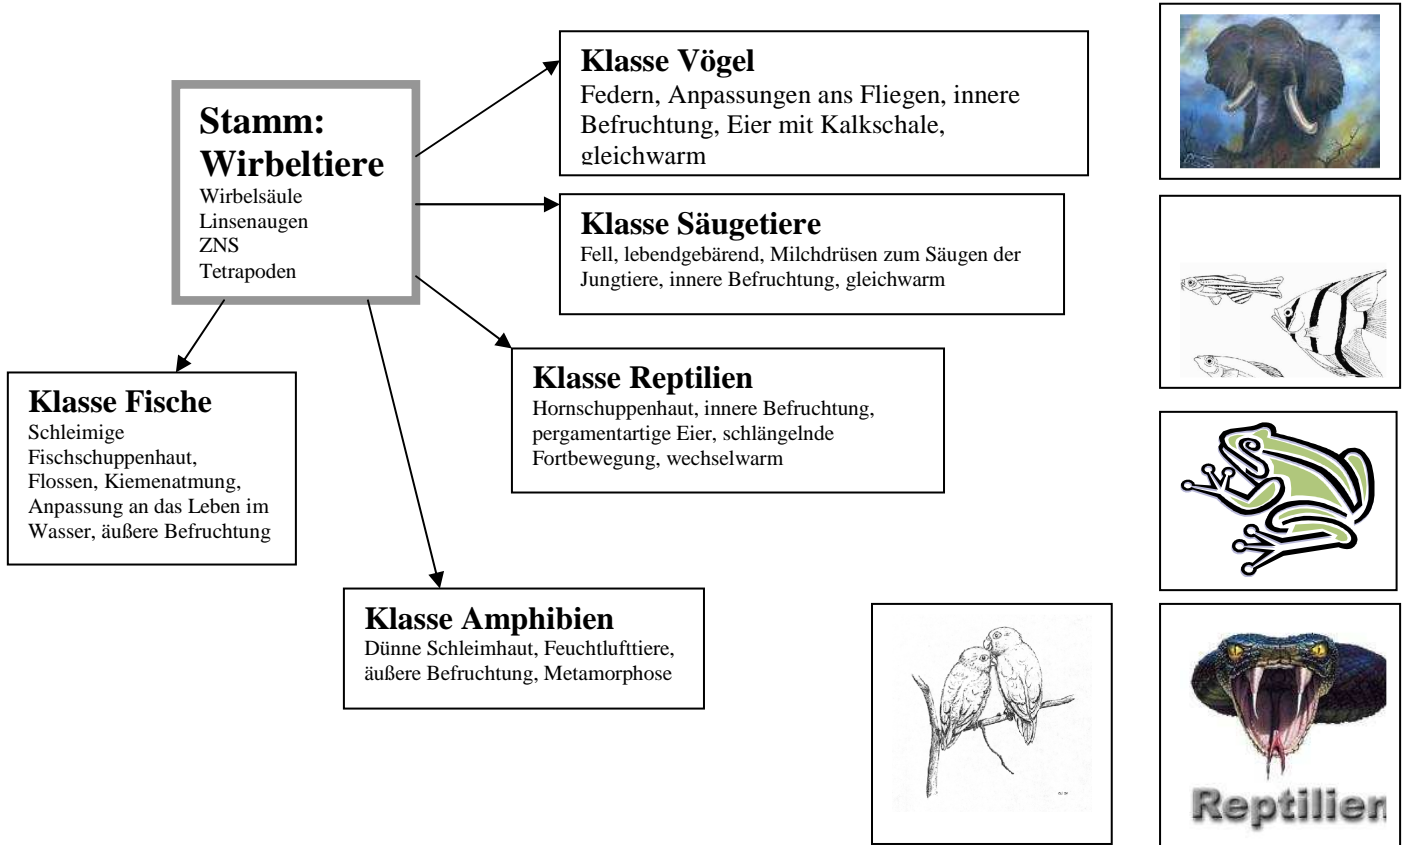 Stamm:
Wirbeltiere
Wirbelsäule
Linsenaugen
ZNS
Tetrapoden
Klasse Vögel
Federn, Anpassungen ans Fliegen, innere
Befruchtung, Eier mit Kalkschale,
gleichwarm
Klasse Säugetiere
Fell, lebendgebärend, Milchdrüsen zum Säugen der
Jungtiere, innere Befruchtung, gleichwarm
Klasse Reptilien
Hornschuppenhaut, innere Befruchtung,
pergamentartige Eier, schlängelnde
Fortbewegung, wechselwarm
Klasse Fische
Schleimige
Fischschuppenhaut,
Flossen, Kiemenatmung,
Anpassung an das Leben im
Wasser, äußere Befruchtung
Klasse Amphibien
Dünne Schleimhaut, Feuchtlufttiere,
äußere Befruchtung, Metamorphose
Reptilien